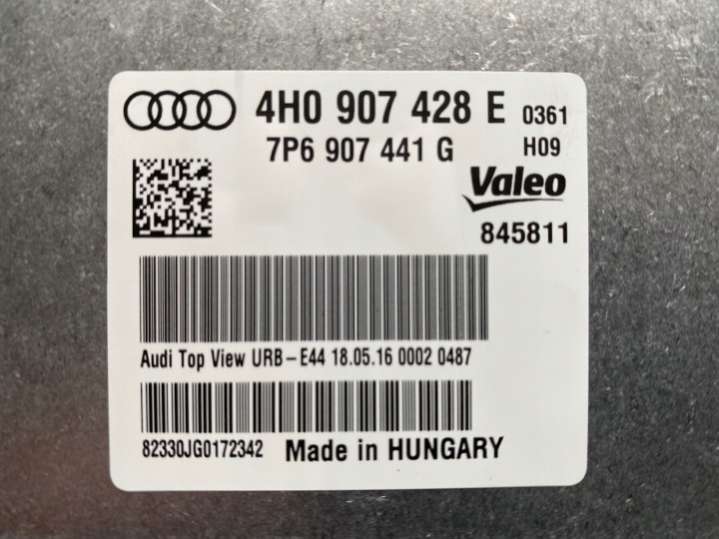 4H0 907 428 E 0361
7P6 907 441 G H09
Valeo
845811
Audi Top View URB-E44 18.05.16 0002 0487
82330JG0172342 Made in HUNGARY